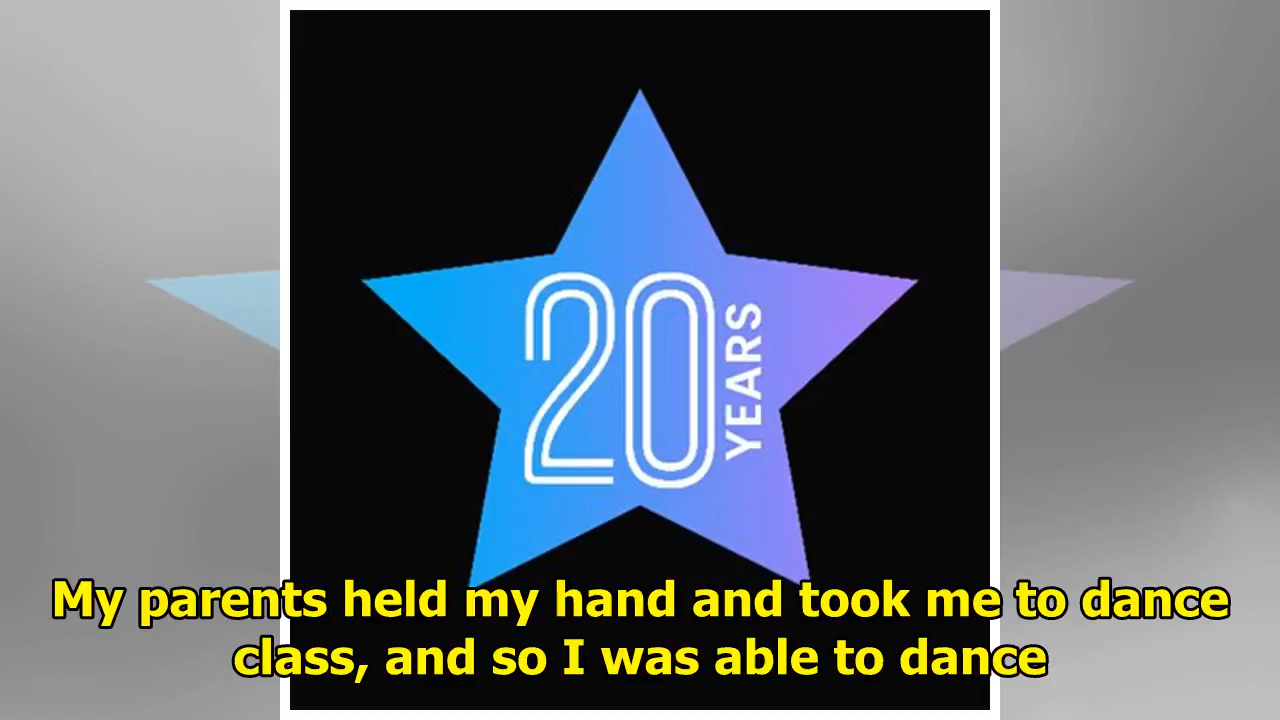 20
YEARS
My parents held my hand and took me to dance
class, and so I was able to dance